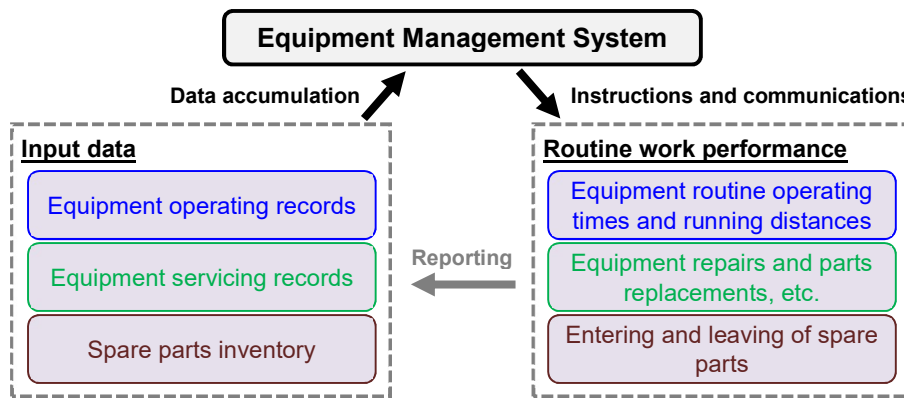 Equipment Management System
Data accumulation
Instructions and communications
Input data
Equipment operating records
Equipment servicing records
Spare parts inventory
Reporting
Routine work performance
Equipment routine operating
times and running distances
Equipment repairs and parts
replacements, etc.
Entering and leaving of spare
parts